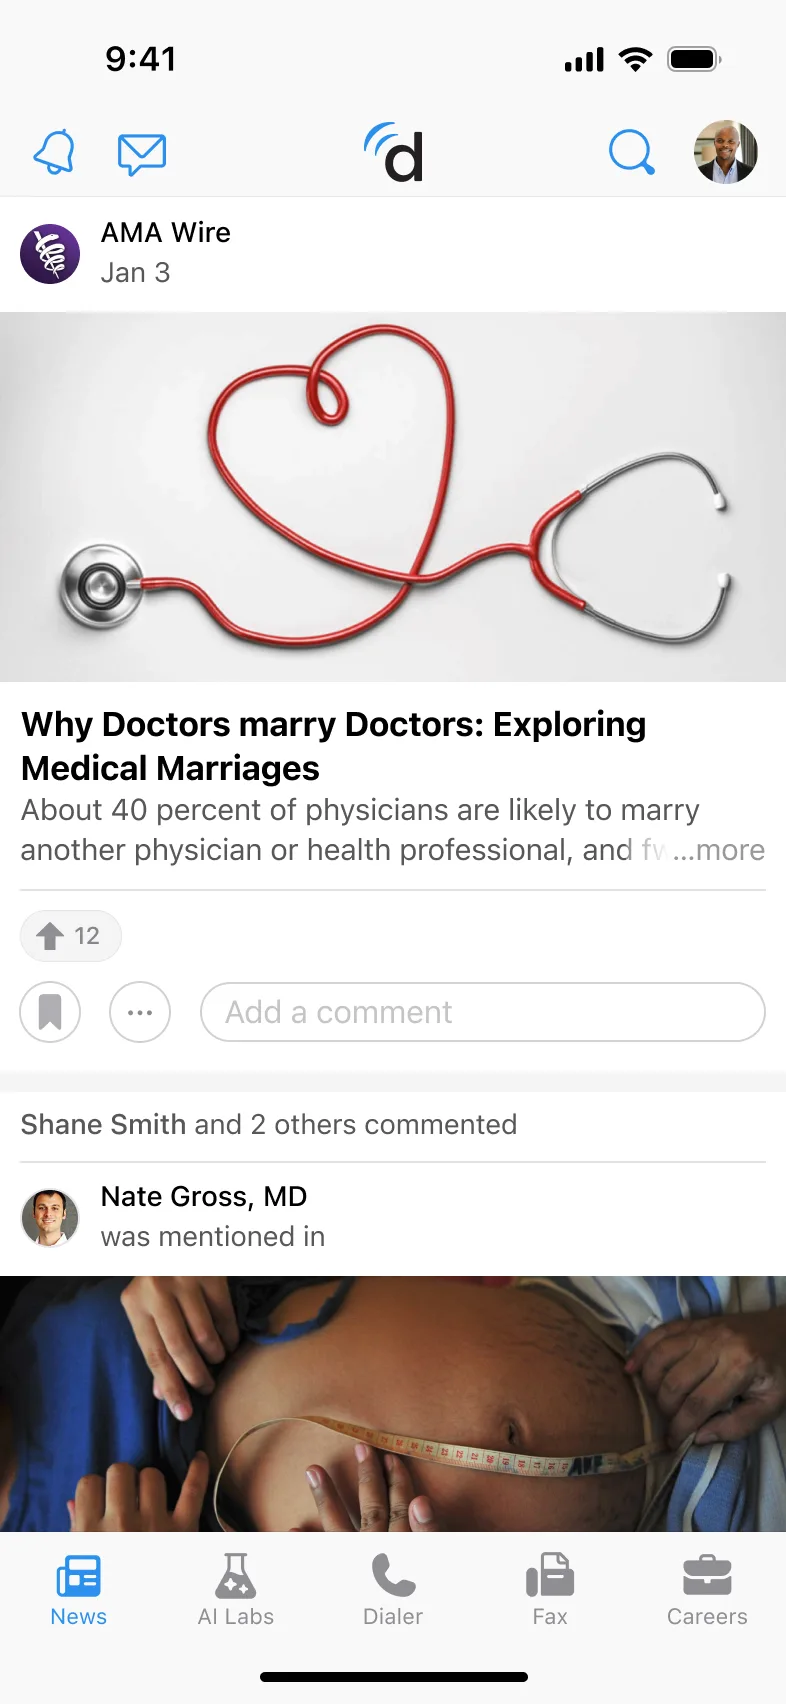 9:41
d
AMA Wire
Jan 3
Why Doctors marry Doctors: Exploring
Medical Marriages
About 40 percent of physicians are likely to marry
another physician or health professional, and ...more
12
Add a comment
Shane Smith and 2 others commented
Nate Gross, MD
was mentioned in
News
AI Labs
Dialer
Fax
Careers